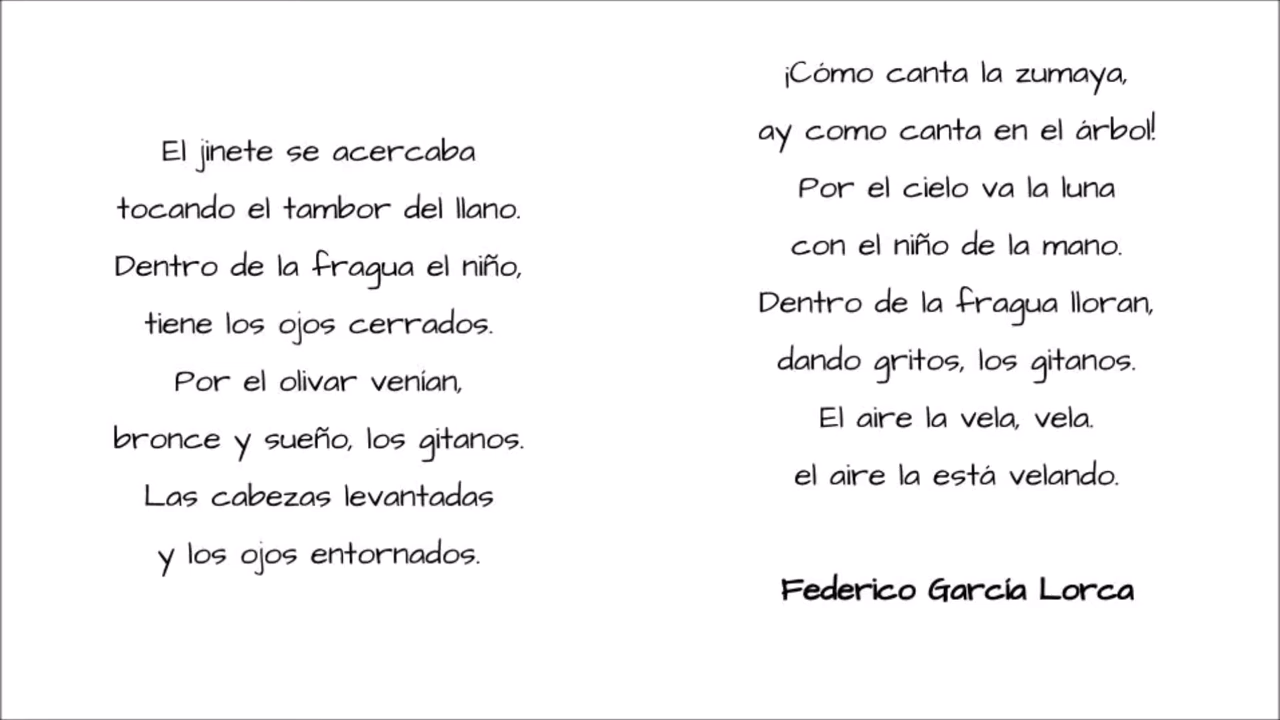 El jinete se acercaba
tocando el tambor del llano.
Dentro de la fragua el niño,
tiene los ojos cerrados.
Por el olivar venían,
bronce y sueño, los gitanos.
Las cabezas levantadas
y los ojos entornados.
¡Cómo canta la zumaya,
ay como canta en el árbol!
Por el cielo va la luna
con el niño de la mano.
Dentro de la fragua lloran,
dando gritos, los gitanos.
El aire la vela, vela.
el aire la está velando.
Federico García Lorca